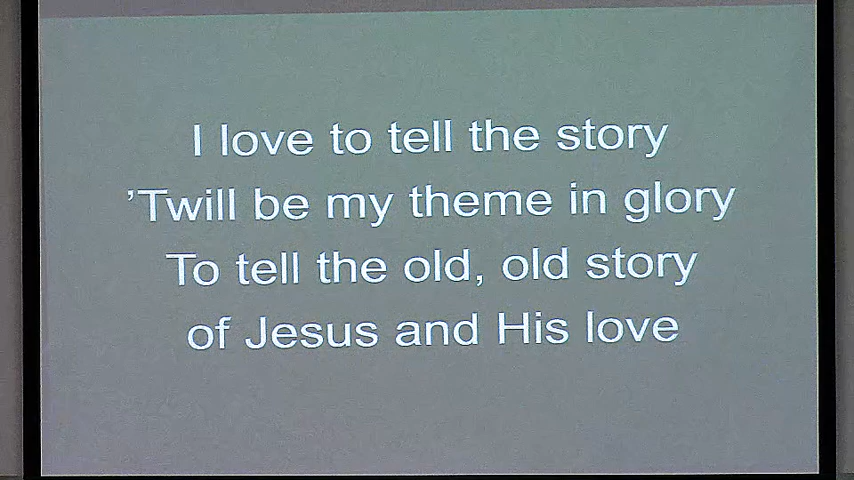 I love to tell the story
’Twill be my theme in glory
To tell the old, old story
of Jesus and His love